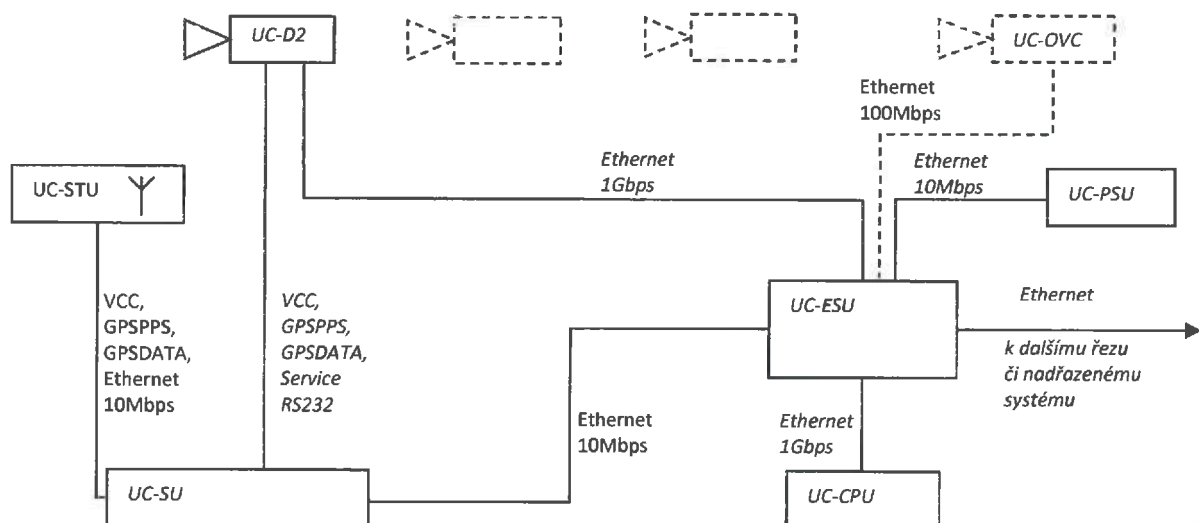 UC-D2
UC-OVC
Ethernet
100Mbps
Ethernet
1Gbps
Ethernet
10Mbps
UC-STU
UC-PSU
VCC,
GPSPPS,
GPSDATA,
Ethernet
10Mbps
VCC,
GPSPPS,
GPSDATA,
Service
RS232
UC-ESU
Ethernet
k dalšímu řezu
či nadřazenému
systému
Ethernet
10Mbps
Ethernet
1Gbps
UC-SU
UC-CPU